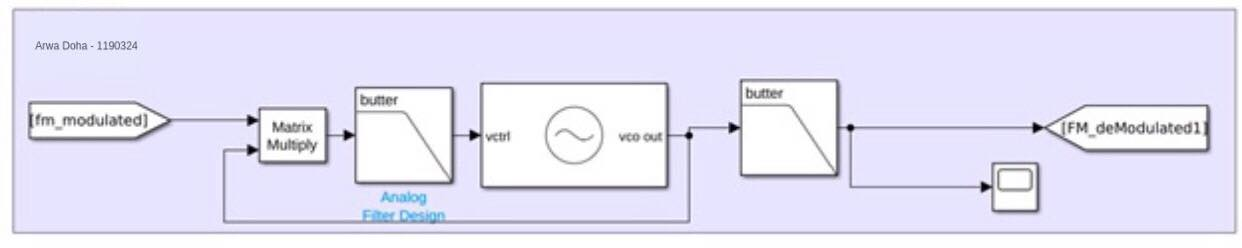 Arwa Doha - 1190324
[fm_modulated]
Matrix
Multiply
butter
Analog
Filter Design
vctrl
vco out
butter
[FM_deModulated1]